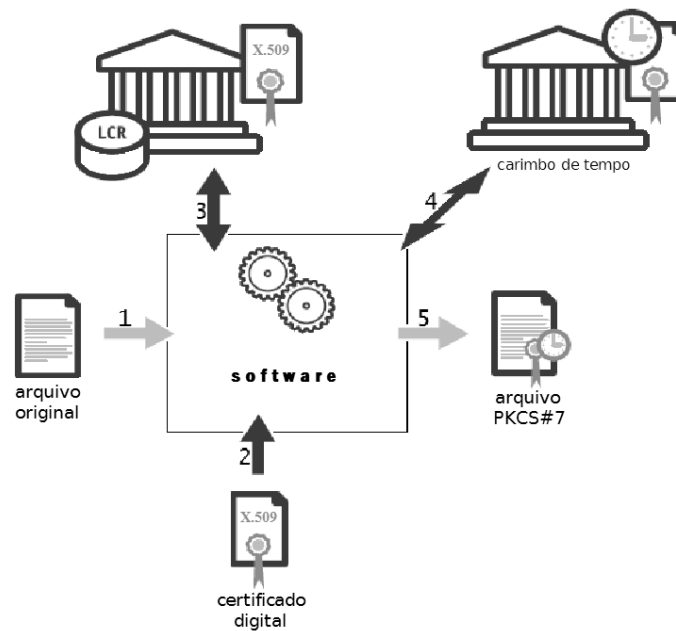 X.509
LCR
carimbo de tempo
3
4
1
5
software
arquivo
original
arquivo
PKCS#7
2
X.509
certificado
digital